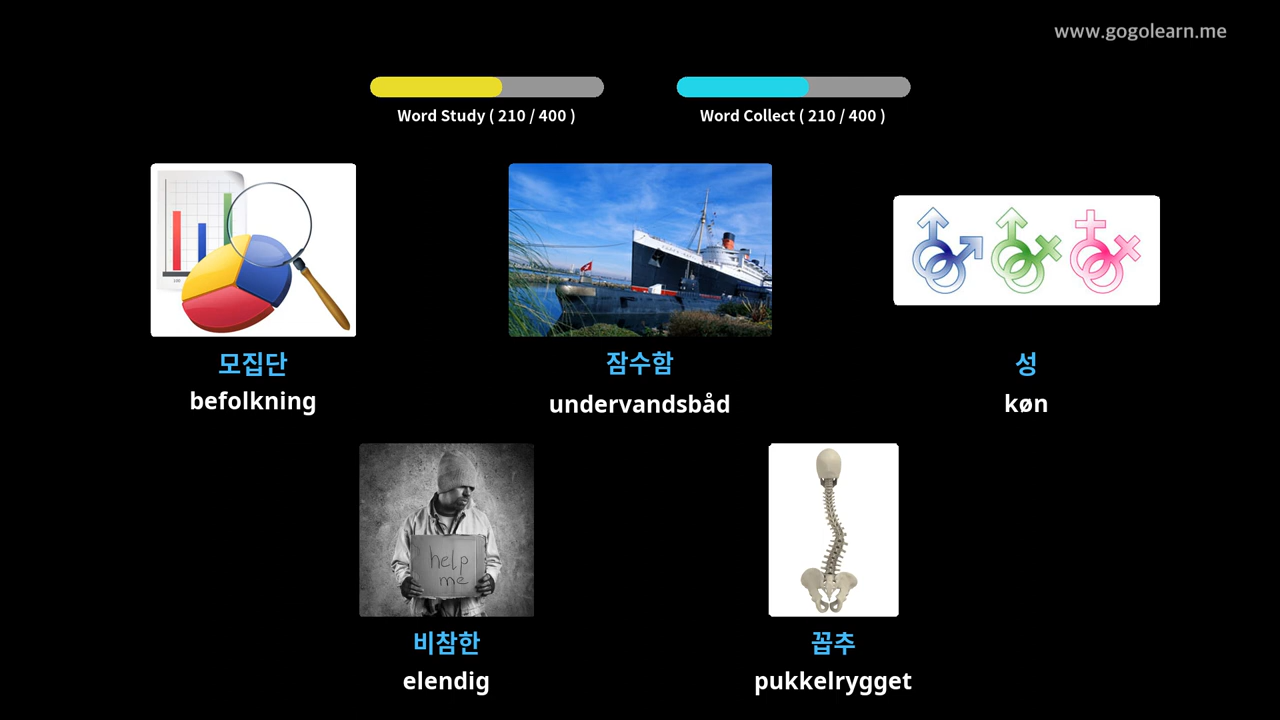 www.gogolearn.me
Word Study ( 210 / 400 )
Word Collect ( 210 / 400 )
모집단
befolkning
잠수함
undervandsbåd
성
køn
help
me
비참한
elendig
꼽추
pukkelrygget